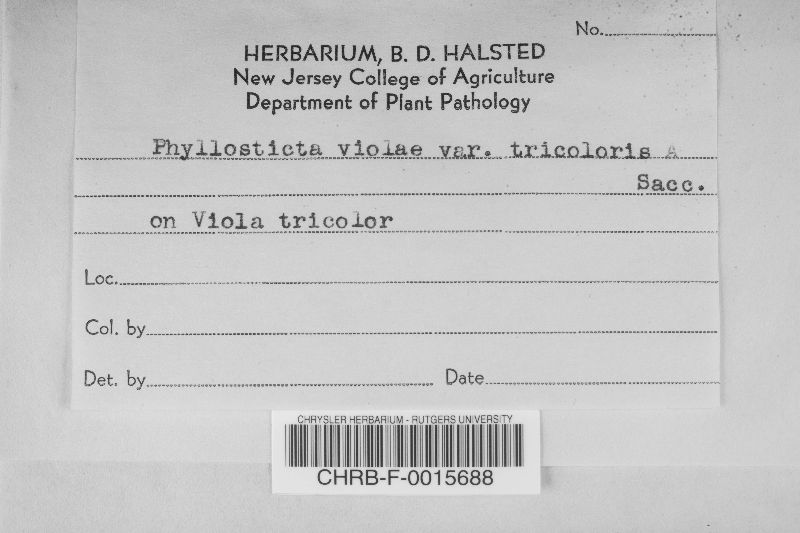 No.
HERBARIUM, B. D. HALSTED
New Jersey College of Agriculture
Department of Plant Pathology
Phyllosticta violae var. tricoloris A
Sacc.
on Viola tricolor
Loc.
Col. by
Det. by Date
CHRYSLER HERBARIUM - RUTGERS UNIVERSITY
CHRB-F-0015688